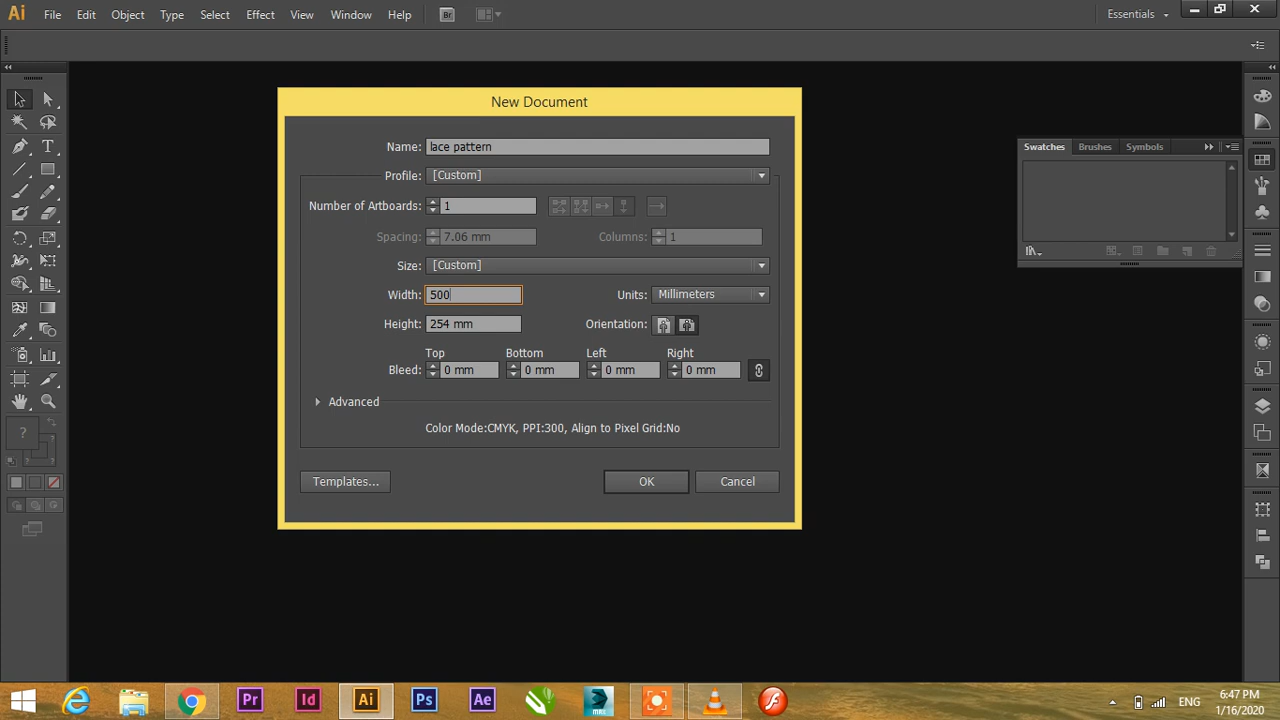 Ai File Edit Object Type Select Effect View Window Help Br Essentials
New Document
Name: lace pattern
Profile: [Custom]
Number of Artboards: 1
Spacing: 7.06 mm Columns: 1
Size: [Custom]
Width: 500 Units: Millimeters
Height: 254 mm Orientation:
Top Bottom Left Right
Bleed: 0 mm 0 mm 0 mm 0 mm
Advanced
Color Mode:CMYK, PPI:300, Align to Pixel Grid:No
Templates... OK Cancel
Swatches Brushes Symbols
?
Pr Id Ai Ps Ae MRT ENG
6:47 PM
1/16/2020